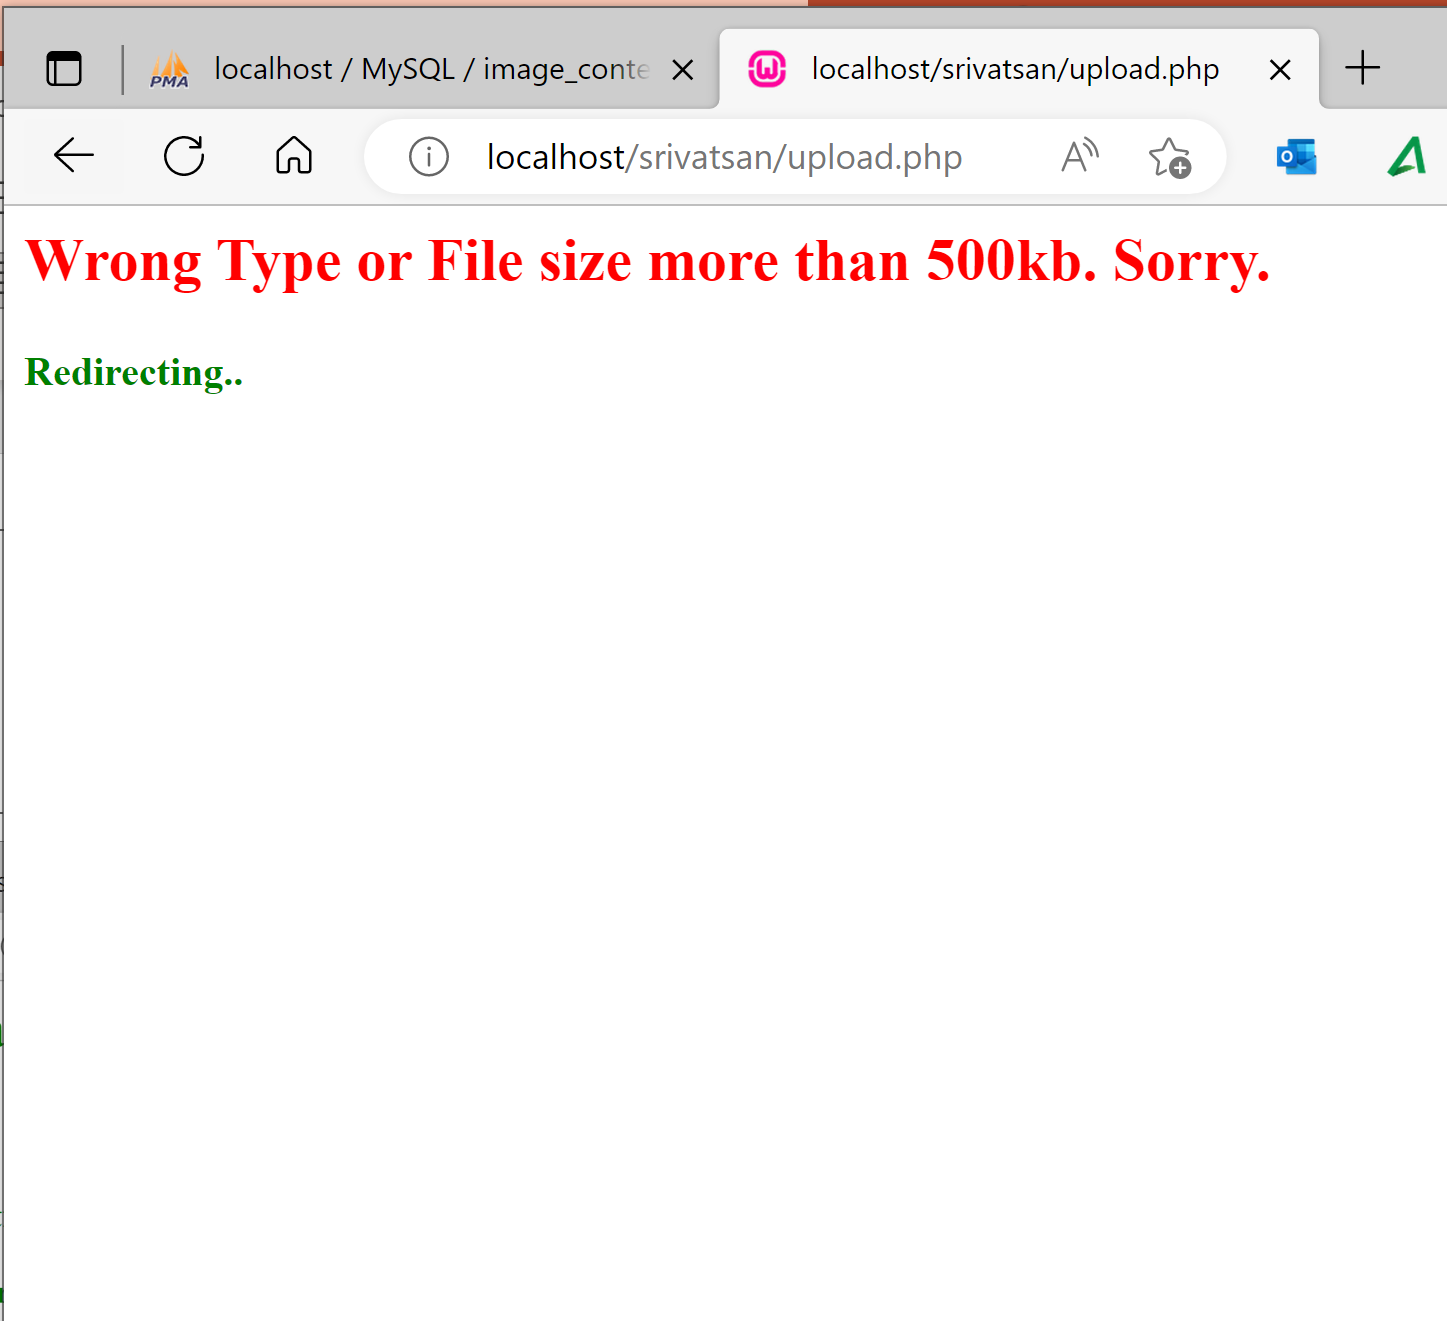 PMA localhost / MySQL / image_conte
localhost/srivatsan/upload.php
localhost/srivatsan/upload.php
Wrong Type or File size more than 500kb. Sorry.
Redirecting..